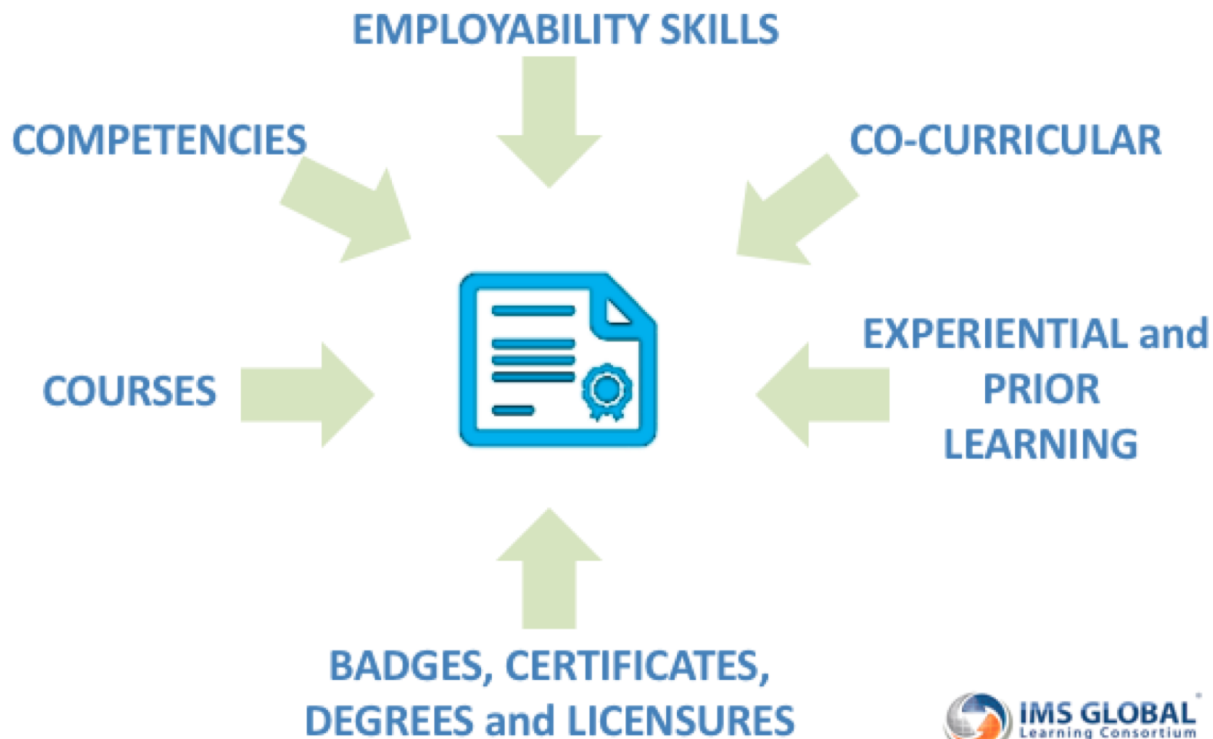 EMPLOYABILITY SKILLS
COMPETENCIES
CO-CURRICULAR
COURSES
EXPERIENTIAL and
PRIOR
LEARNING
BADGES, CERTIFICATES,
DEGREES and LICENSURES
IMS GLOBAL®
Learning Consortium